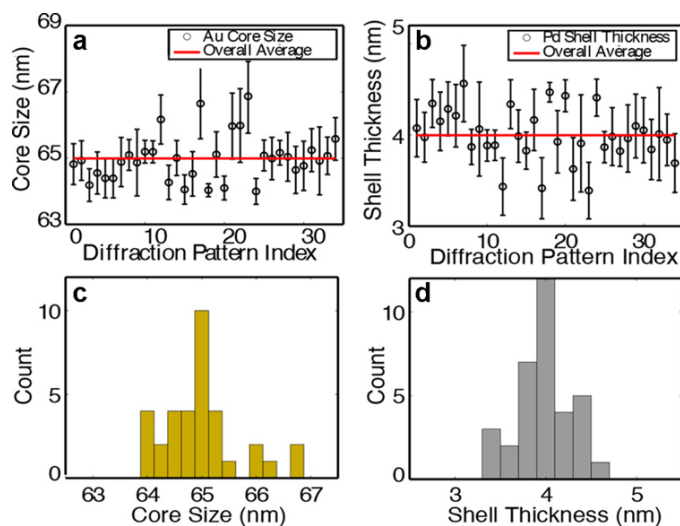 a
Au Core Size
Overall Average
Core Size (nm)
69
67
65
63
0 10 20 30
Diffraction Pattern Index
b
Pd Shell Thickness
Overall Average
Shell Thickness (nm)
5
4
3
0 10 20 30
Diffraction Pattern Index
c
Count
10
5
0
63 64 65 66 67
Core Size (nm)
d
Count
10
5
0
3 4 5
Shell Thickness (nm)